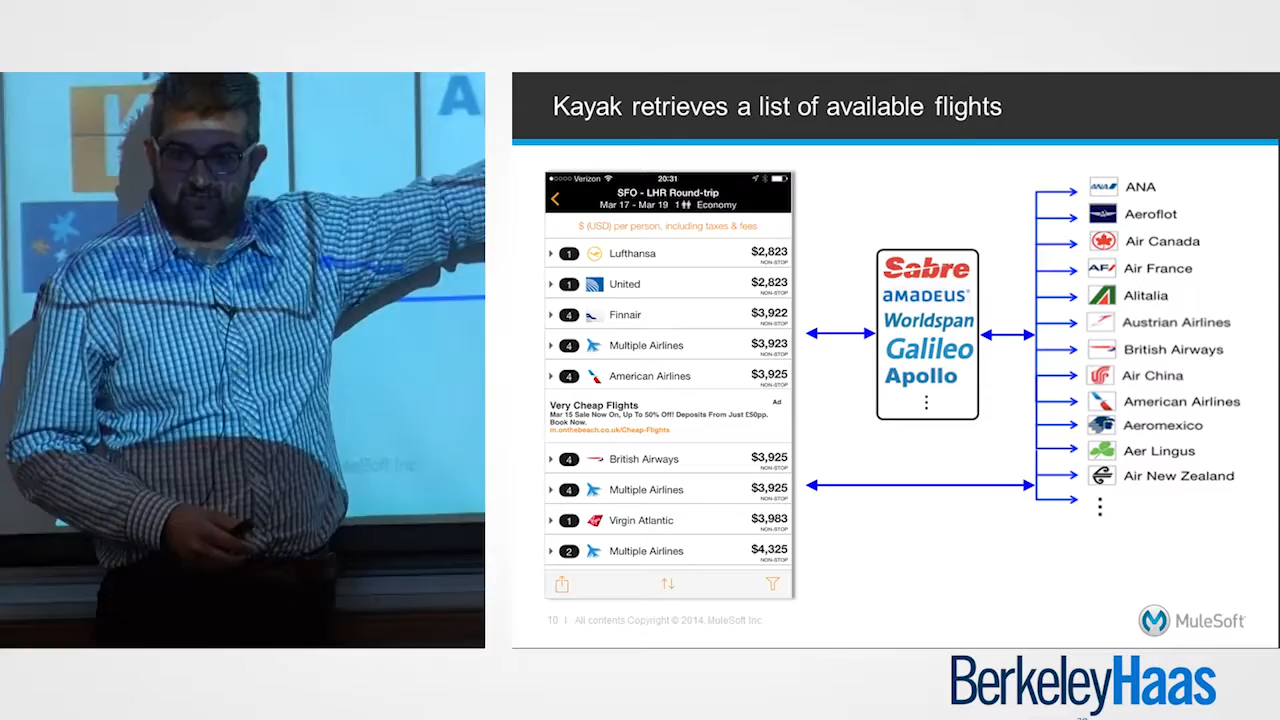 Kayak retrieves a list of available flights
Verizon 20:31
SFO - LHR Round-trip
Mar 17 - Mar 19 1 Economy
$ (USD) per person, including taxes & fees
1 Lufthansa $2,823
NON-STOP
1 United $2,823
NON-STOP
4 Finnair $3,922
NON-STOP
4 Multiple Airlines $3,923
NON-STOP
4 American Airlines $3,925
NON-STOP
Very Cheap Flights Ad
Mar 15 Sale Now On, Up To 50% Off! Deposits From Just £50pp.
Book Now.
m.onthebeach.co.uk/Cheap-Flights
4 British Airways $3,925
NON-STOP
4 Multiple Airlines $3,925
NON-STOP
1 Virgin Atlantic $3,983
NON-STOP
2 Multiple Airlines $4,325
NON-STOP
Sabre
amadeus
Worldspan
Galileo
Apollo
ANA ANA
Aeroflot
Air Canada
AF Air France
Alitalia
Austrian Airlines
British Airways
Air China
American Airlines
Aeromexico
Aer Lingus
Air New Zealand
10 | All contents Copyright © 2014, MuleSoft Inc.
MuleSoft
BerkeleyHaas
A
MuleSoft Inc